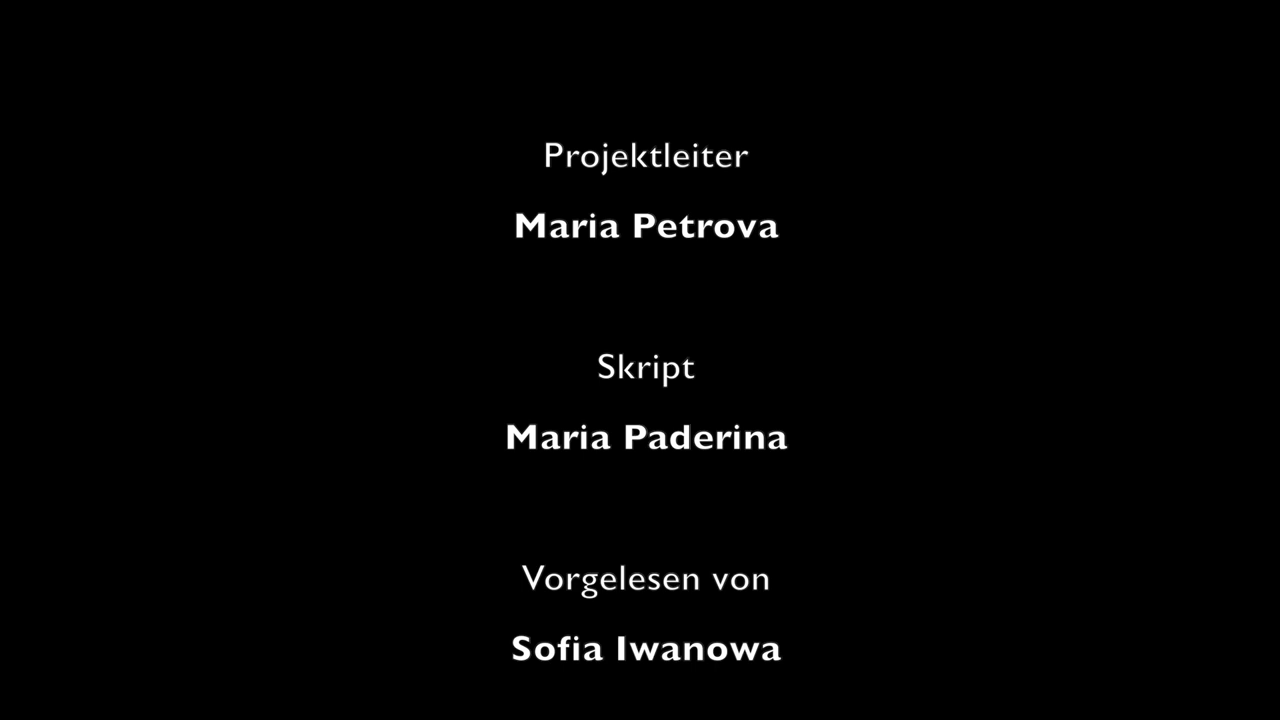 Projektleiter
Maria Petrova
Skript
Maria Paderina
Vorgelesen von
Sofia Iwanowa